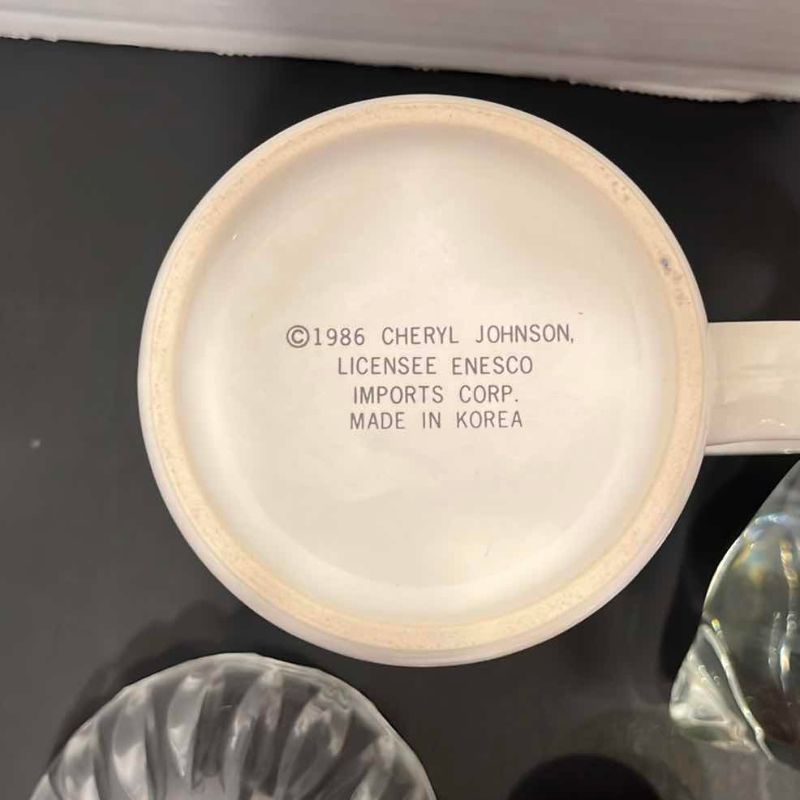 ©1986 CHERYL JOHNSON,
LICENSEE ENESCO
IMPORTS CORP.
MADE IN KOREA